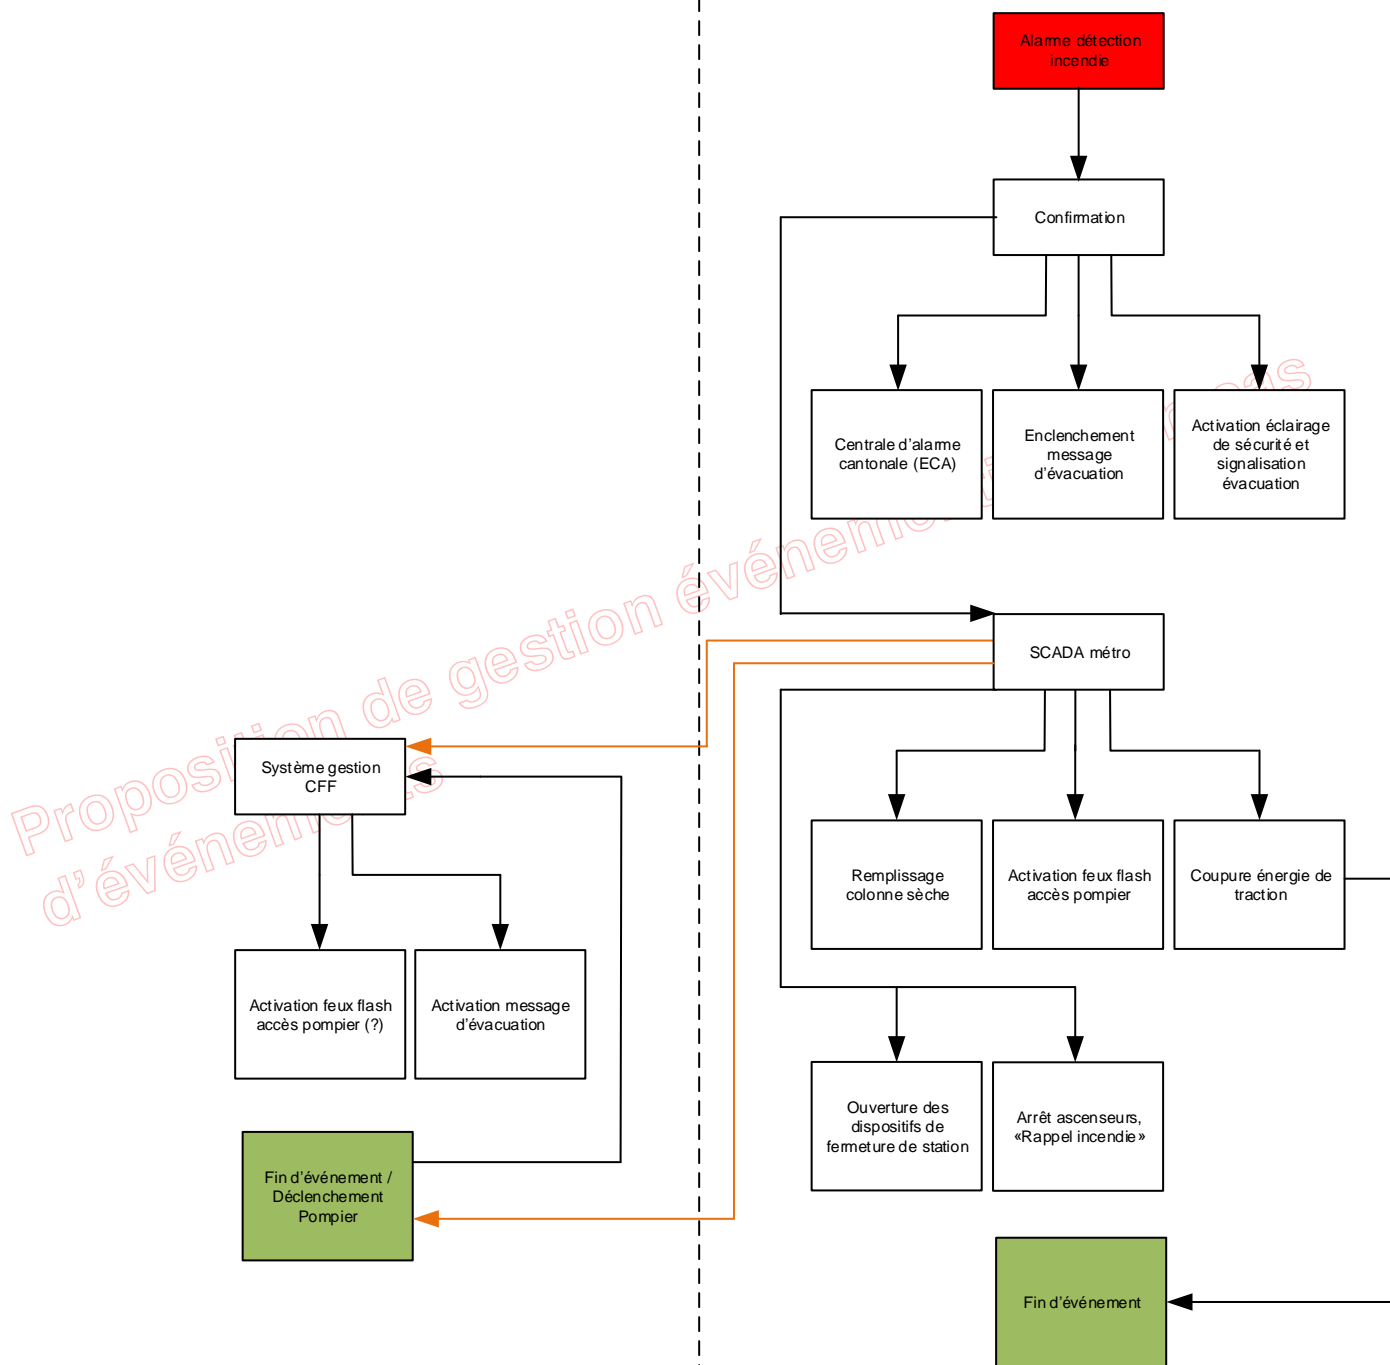 Alarme détection
incendie
Confirmation
Centrale d'alarme
cantonale (ECA)
Enclenchement
message
d'évacuation
Activation éclairage
de sécurité et
signalisation
évacuation
SCADA métro
Système gestion
CFF
Remplissage
colonne sèche
Activation feux flash
accès pompier
Coupure énergie de
traction
Activation feux flash
accès pompier (?)
Activation message
d'évacuation
Ouverture des
dispositifs de
fermeture de station
Arrêt ascenseurs,
«Rappel incendie»
Fin d'événement /
Déclenchement
Pompier
Fin d'événement
Proposition de gestion
d'événements